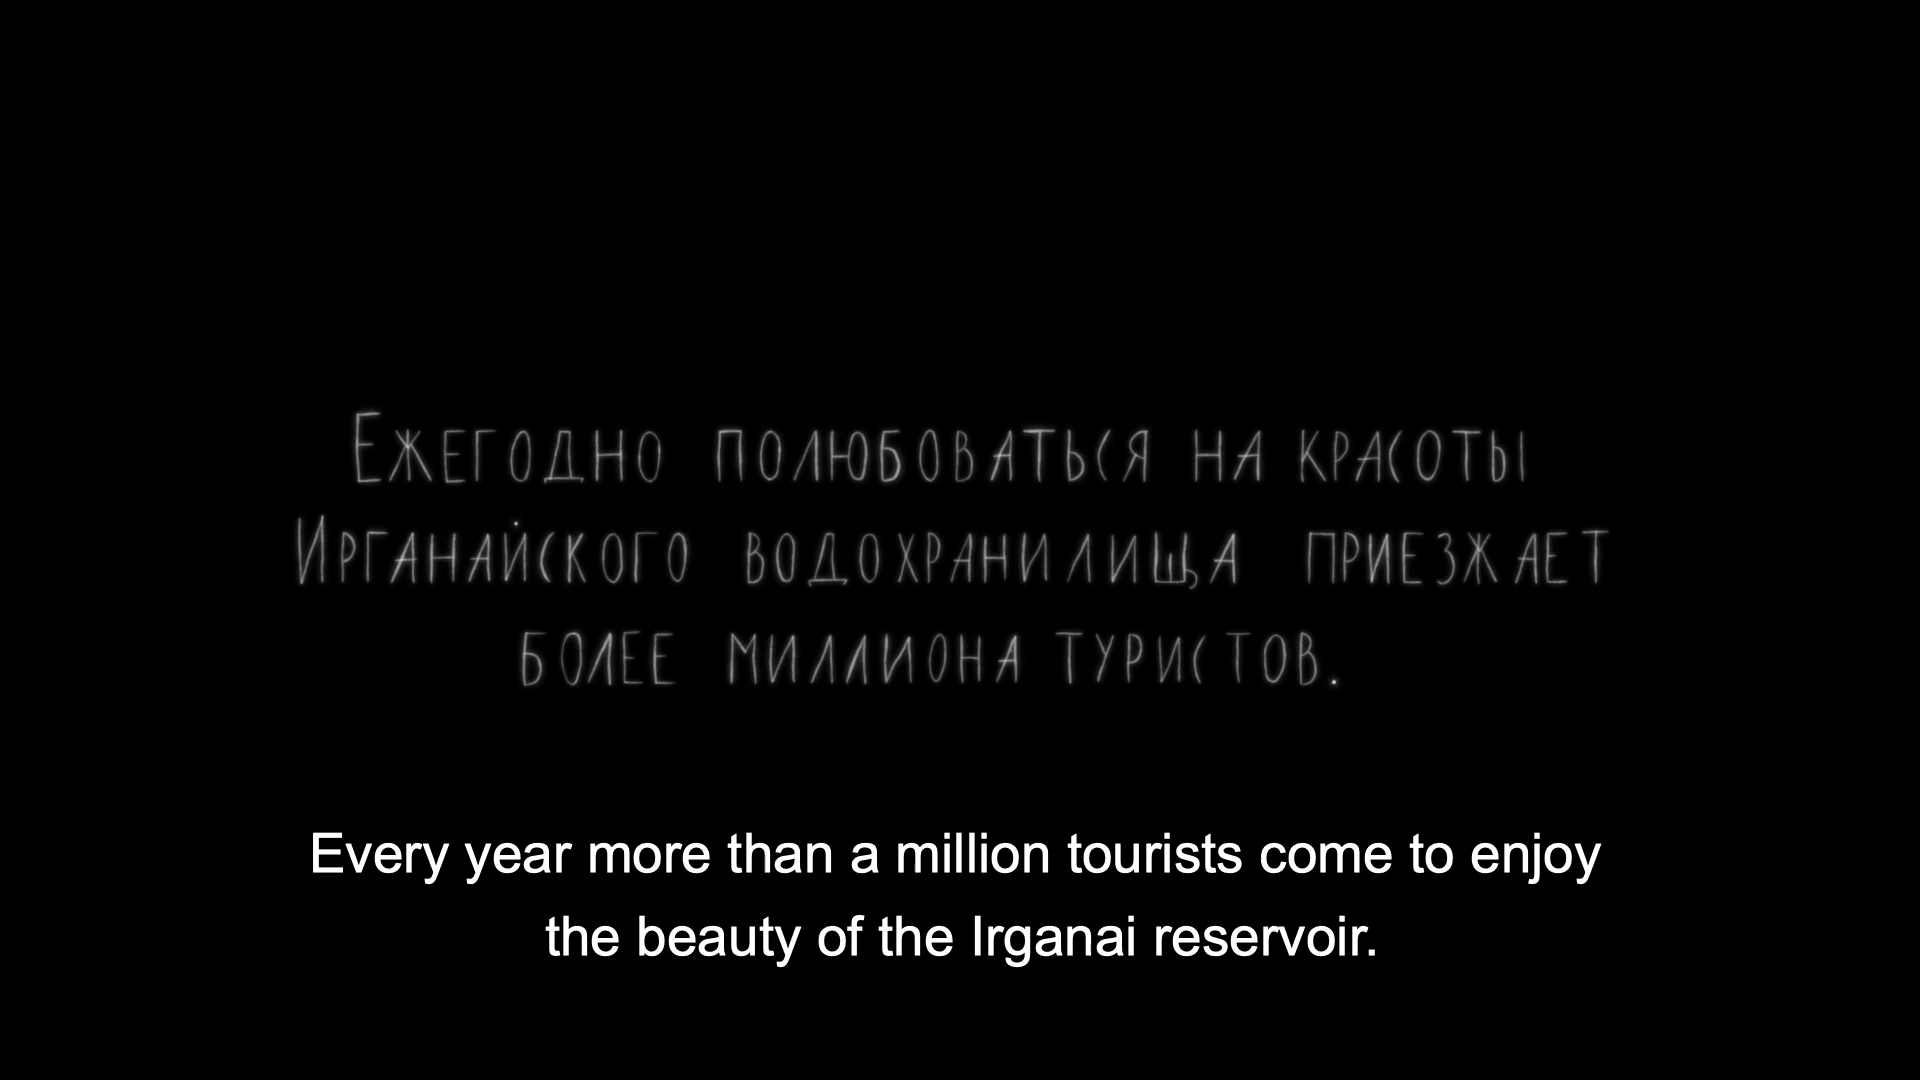 Ежегодно полюбоваться на красоты
Ирганайского водохранилища приезжает
более миллиона туристов.
Every year more than a million tourists come to enjoy
the beauty of the Irganai reservoir.